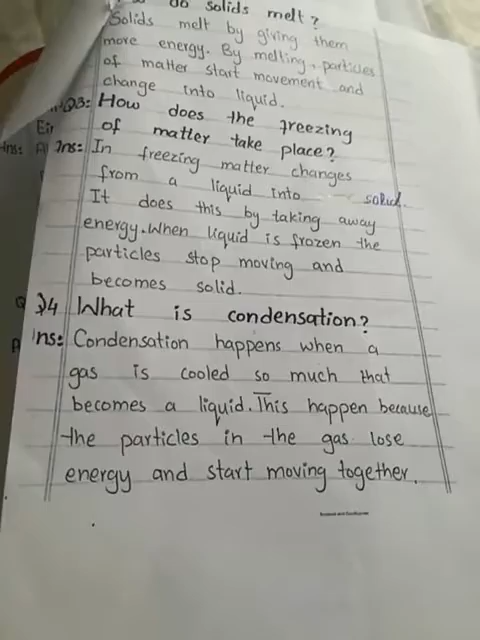 do solids melt?
Solids melt by giving them
more energy. By melting, particles
of matter start movement and
change into liquid.
Q3: How does the freezing
of matter take place?
Ans: In freezing matter changes
from a liquid into solid.
It does this by taking away
energy. When liquid is frozen the
particles stop moving and
becomes solid.
Q4 What is condensation?
Ans: Condensation happens when a
gas is cooled so much that
becomes a liquid. This happen because
the particles in the gas lose
energy and start moving together.